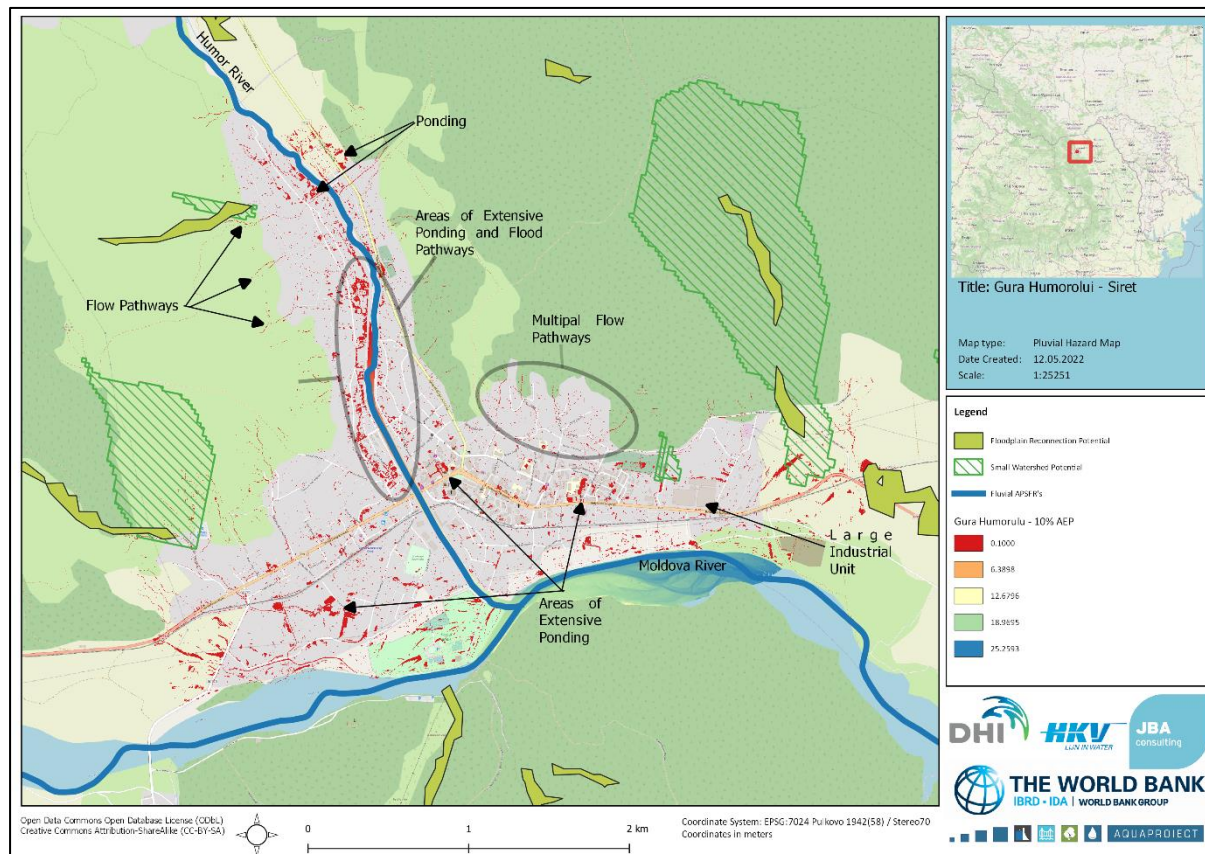 Humor River
Ponding
Areas of Extensive
Ponding and Flood
Pathways
Flow Pathways
Multipal Flow
Pathways
Large
Industrial
Unit
Moldova River
Areas of
Extensive
Ponding
Title: Gura Humorolui - Siret
Map type: Pluvial Hazard Map
Date Created: 12.05.2022
Scale: 1:25251
Legend
Floodplain Reconnection Potential
Small Watershed Potential
Fluvial APSFR's
Gura Humorulu - 10% AEP
0.1000
6.3898
12.6796
18.9695
25.2593
DHI
HKV
LIJN IN WATER
JBA
consulting
THE WORLD BANK
IBRD • IDA | WORLD BANK GROUP
AQUAPROIECT
Open Data Commons Open Database License (ODbL)
Creative Commons Attribution-ShareAlike (CC-BY-SA)
0 1 2 km
Coordinate System: EPSG:7024 Pulkovo 1942(58) / Stereo70
Coordinates in meters